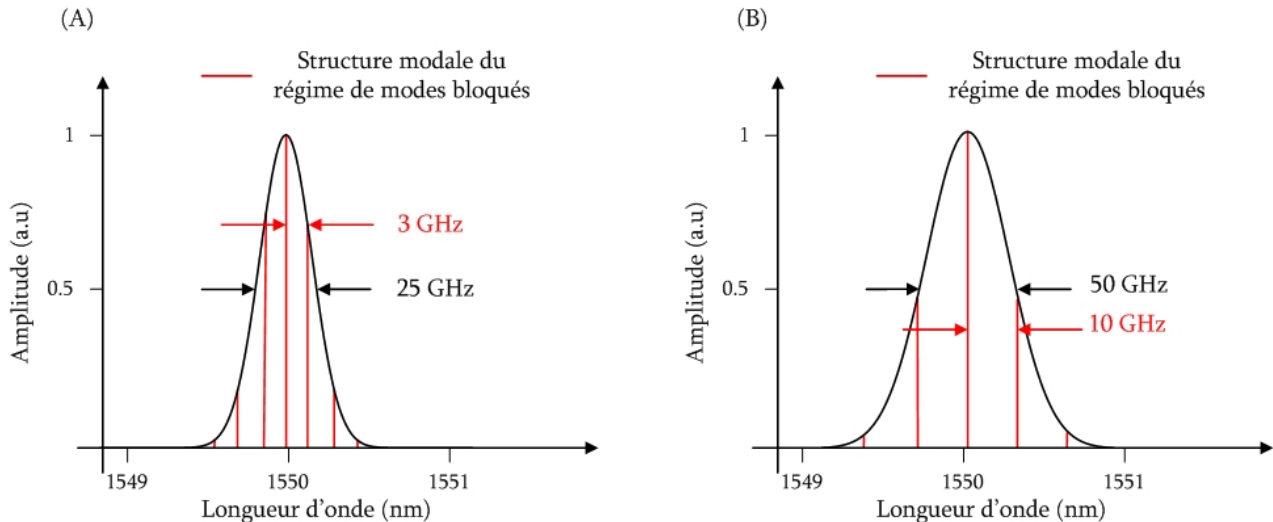 (A)
Structure modale du
régime de modes bloqués
1
3 GHz
0.5
25 GHz
Amplitude (a.u)
1549
1550
1551
Longueur d'onde (nm)
(B)
Structure modale du
régime de modes bloqués
1
0.5
50 GHz
10 GHz
Amplitude (a.u)
1549
1550
1551
Longueur d'onde (nm)